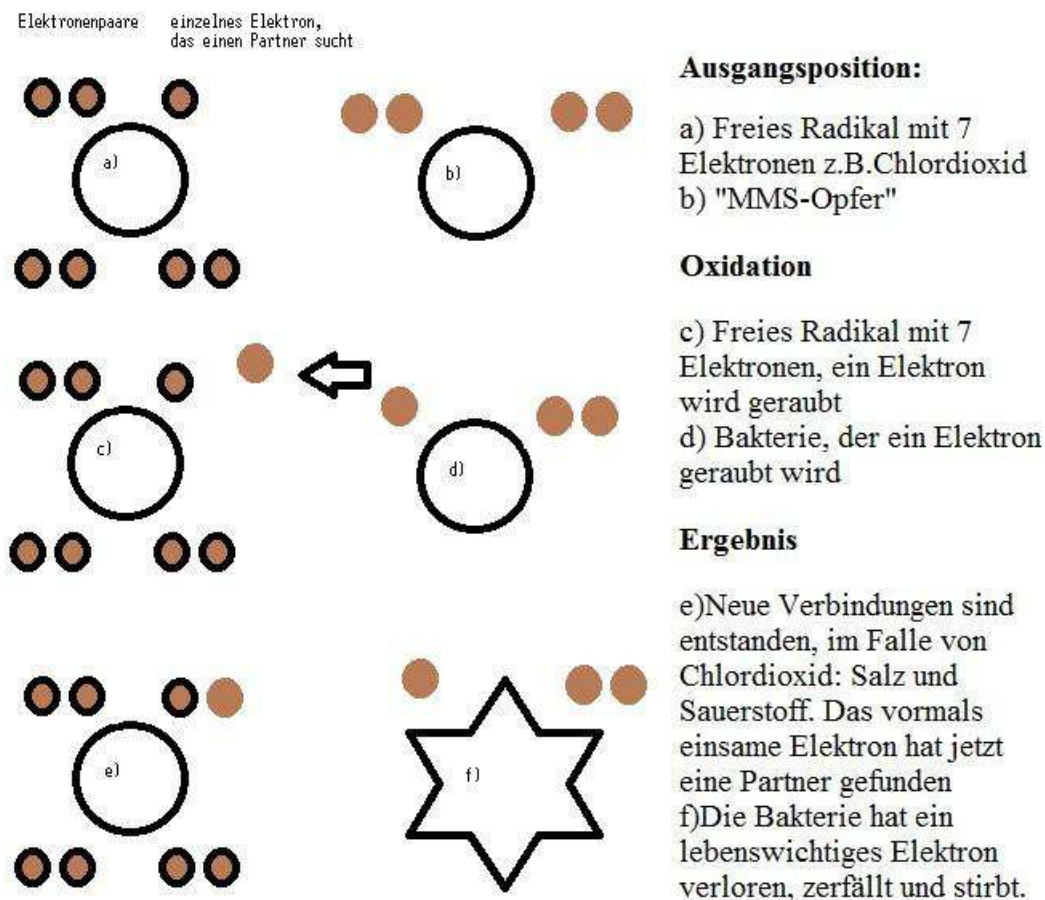 Elektronenpaare
einzelnes Elektron,
das einen Partner sucht
a)
b)
Ausgangsposition:
a) Freies Radikal mit 7
Elektronen z.B.Chlordioxid
b) "MMS-Opfer"
Oxidation
c)
d)
c) Freies Radikal mit 7
Elektronen, ein Elektron
wird geraubt
d) Bakterie, der ein Elektron
geraubt wird
Ergebnis
e)
f)
e)Neue Verbindungen sind
entstanden, im Falle von
Chlordioxid: Salz und
Sauerstoff. Das vormals
einsame Elektron hat jetzt
eine Partner gefunden
f)Die Bakterie hat ein
lebenswichtiges Elektron
verloren, zerfällt und stirbt.